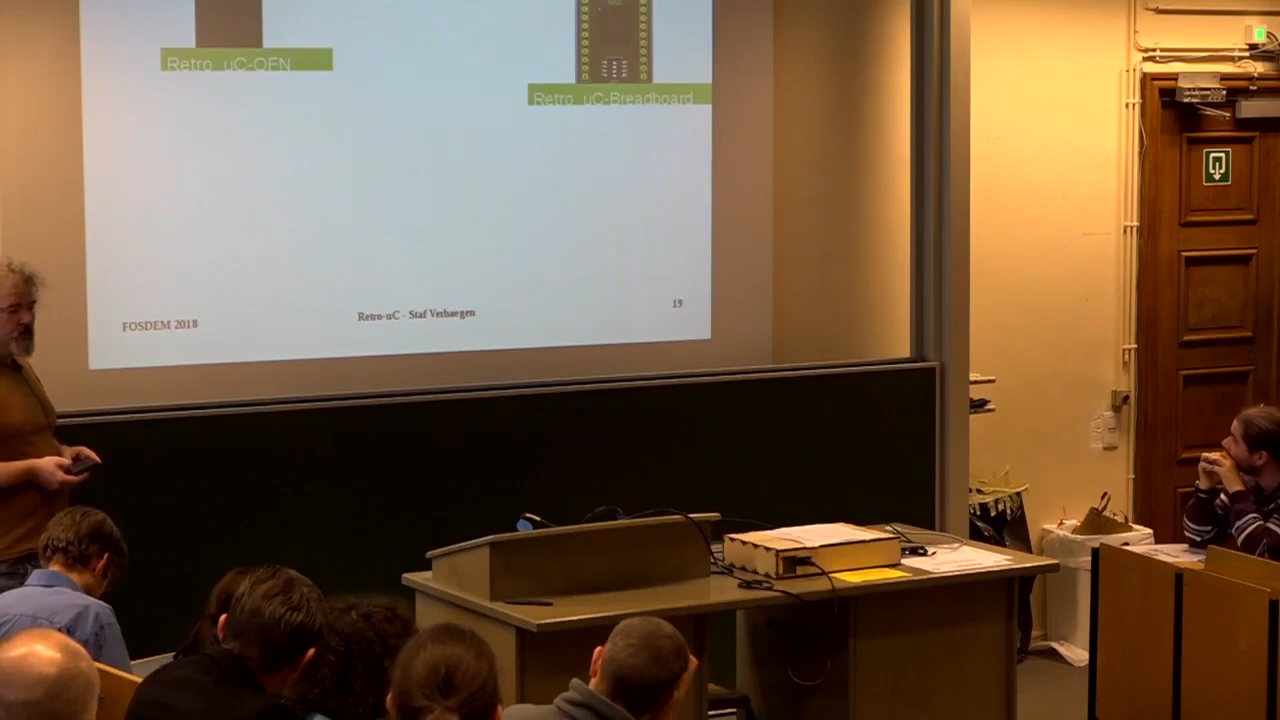 Retro_uC-QFN
Retro_uC-Breadboard
FOSDEM 2018
Retro-uC - Staf Verhaegen
19